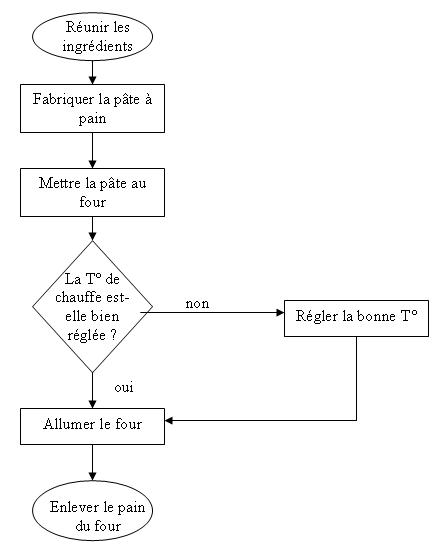 Réunir les
ingrédients
Fabriquer la pâte à
pain
Mettre la pâte au
four
La T° de
chauffe est-
elle bien
réglée ?
non
Régler la bonne T°
oui
Allumer le four
Enlever le pain
du four